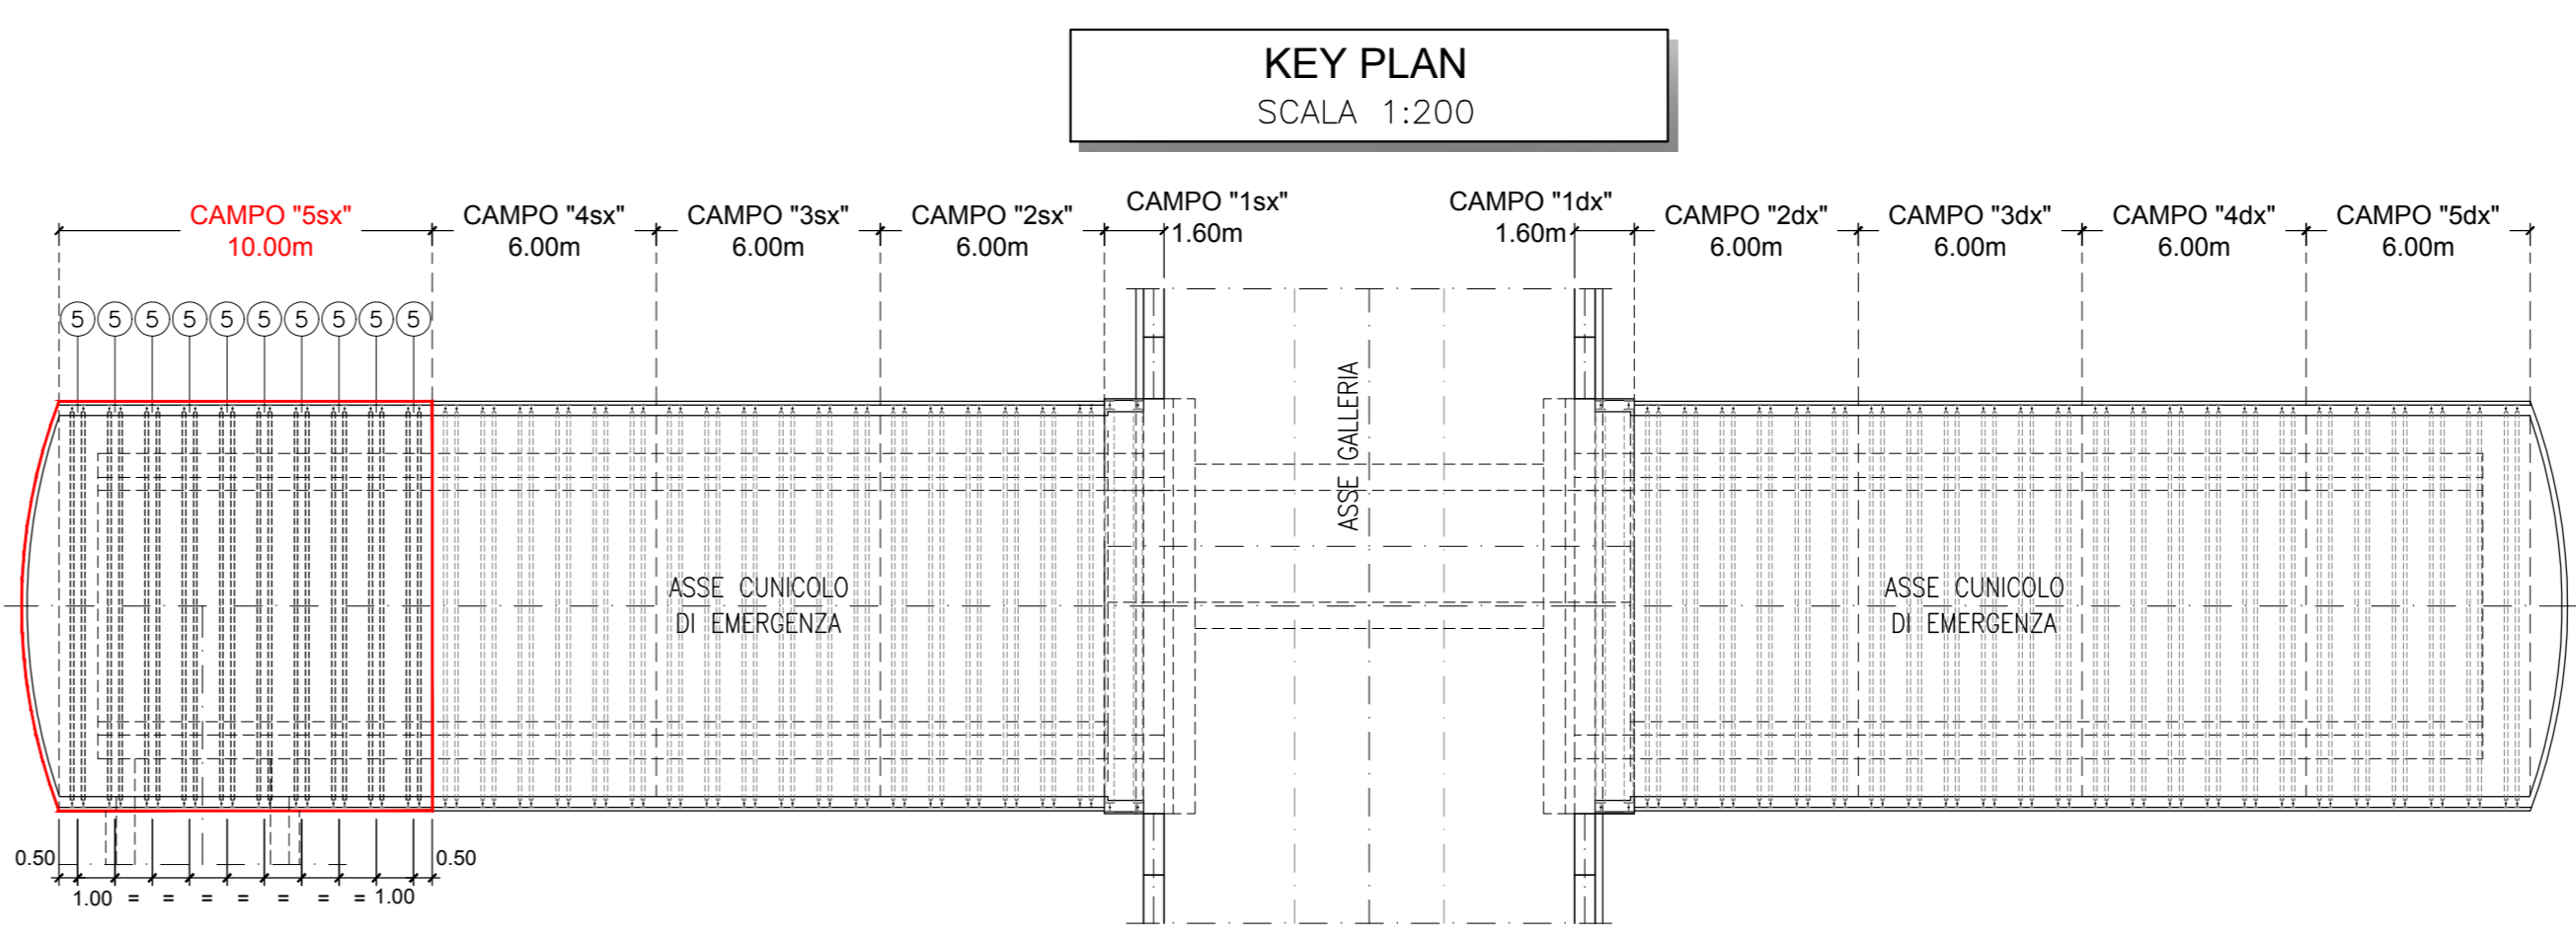 KEY PLAN
SCALA 1:200
CAMPO "5sx"
10.00m
CAMPO "4sx"
6.00m
CAMPO "3sx"
6.00m
CAMPO "2sx"
6.00m
CAMPO "1sx"
1.60m
CAMPO "1dx"
1.60m
CAMPO "2dx"
6.00m
CAMPO "3dx"
6.00m
CAMPO "4dx"
6.00m
CAMPO "5dx"
6.00m
5 5 5 5 5 5 5 5 5 5
ASSE GALLERIA
ASSE CUNICOLO
DI EMERGENZA
ASSE CUNICOLO
DI EMERGENZA
0.50 0.50
1.00 = = = = = = = 1.00